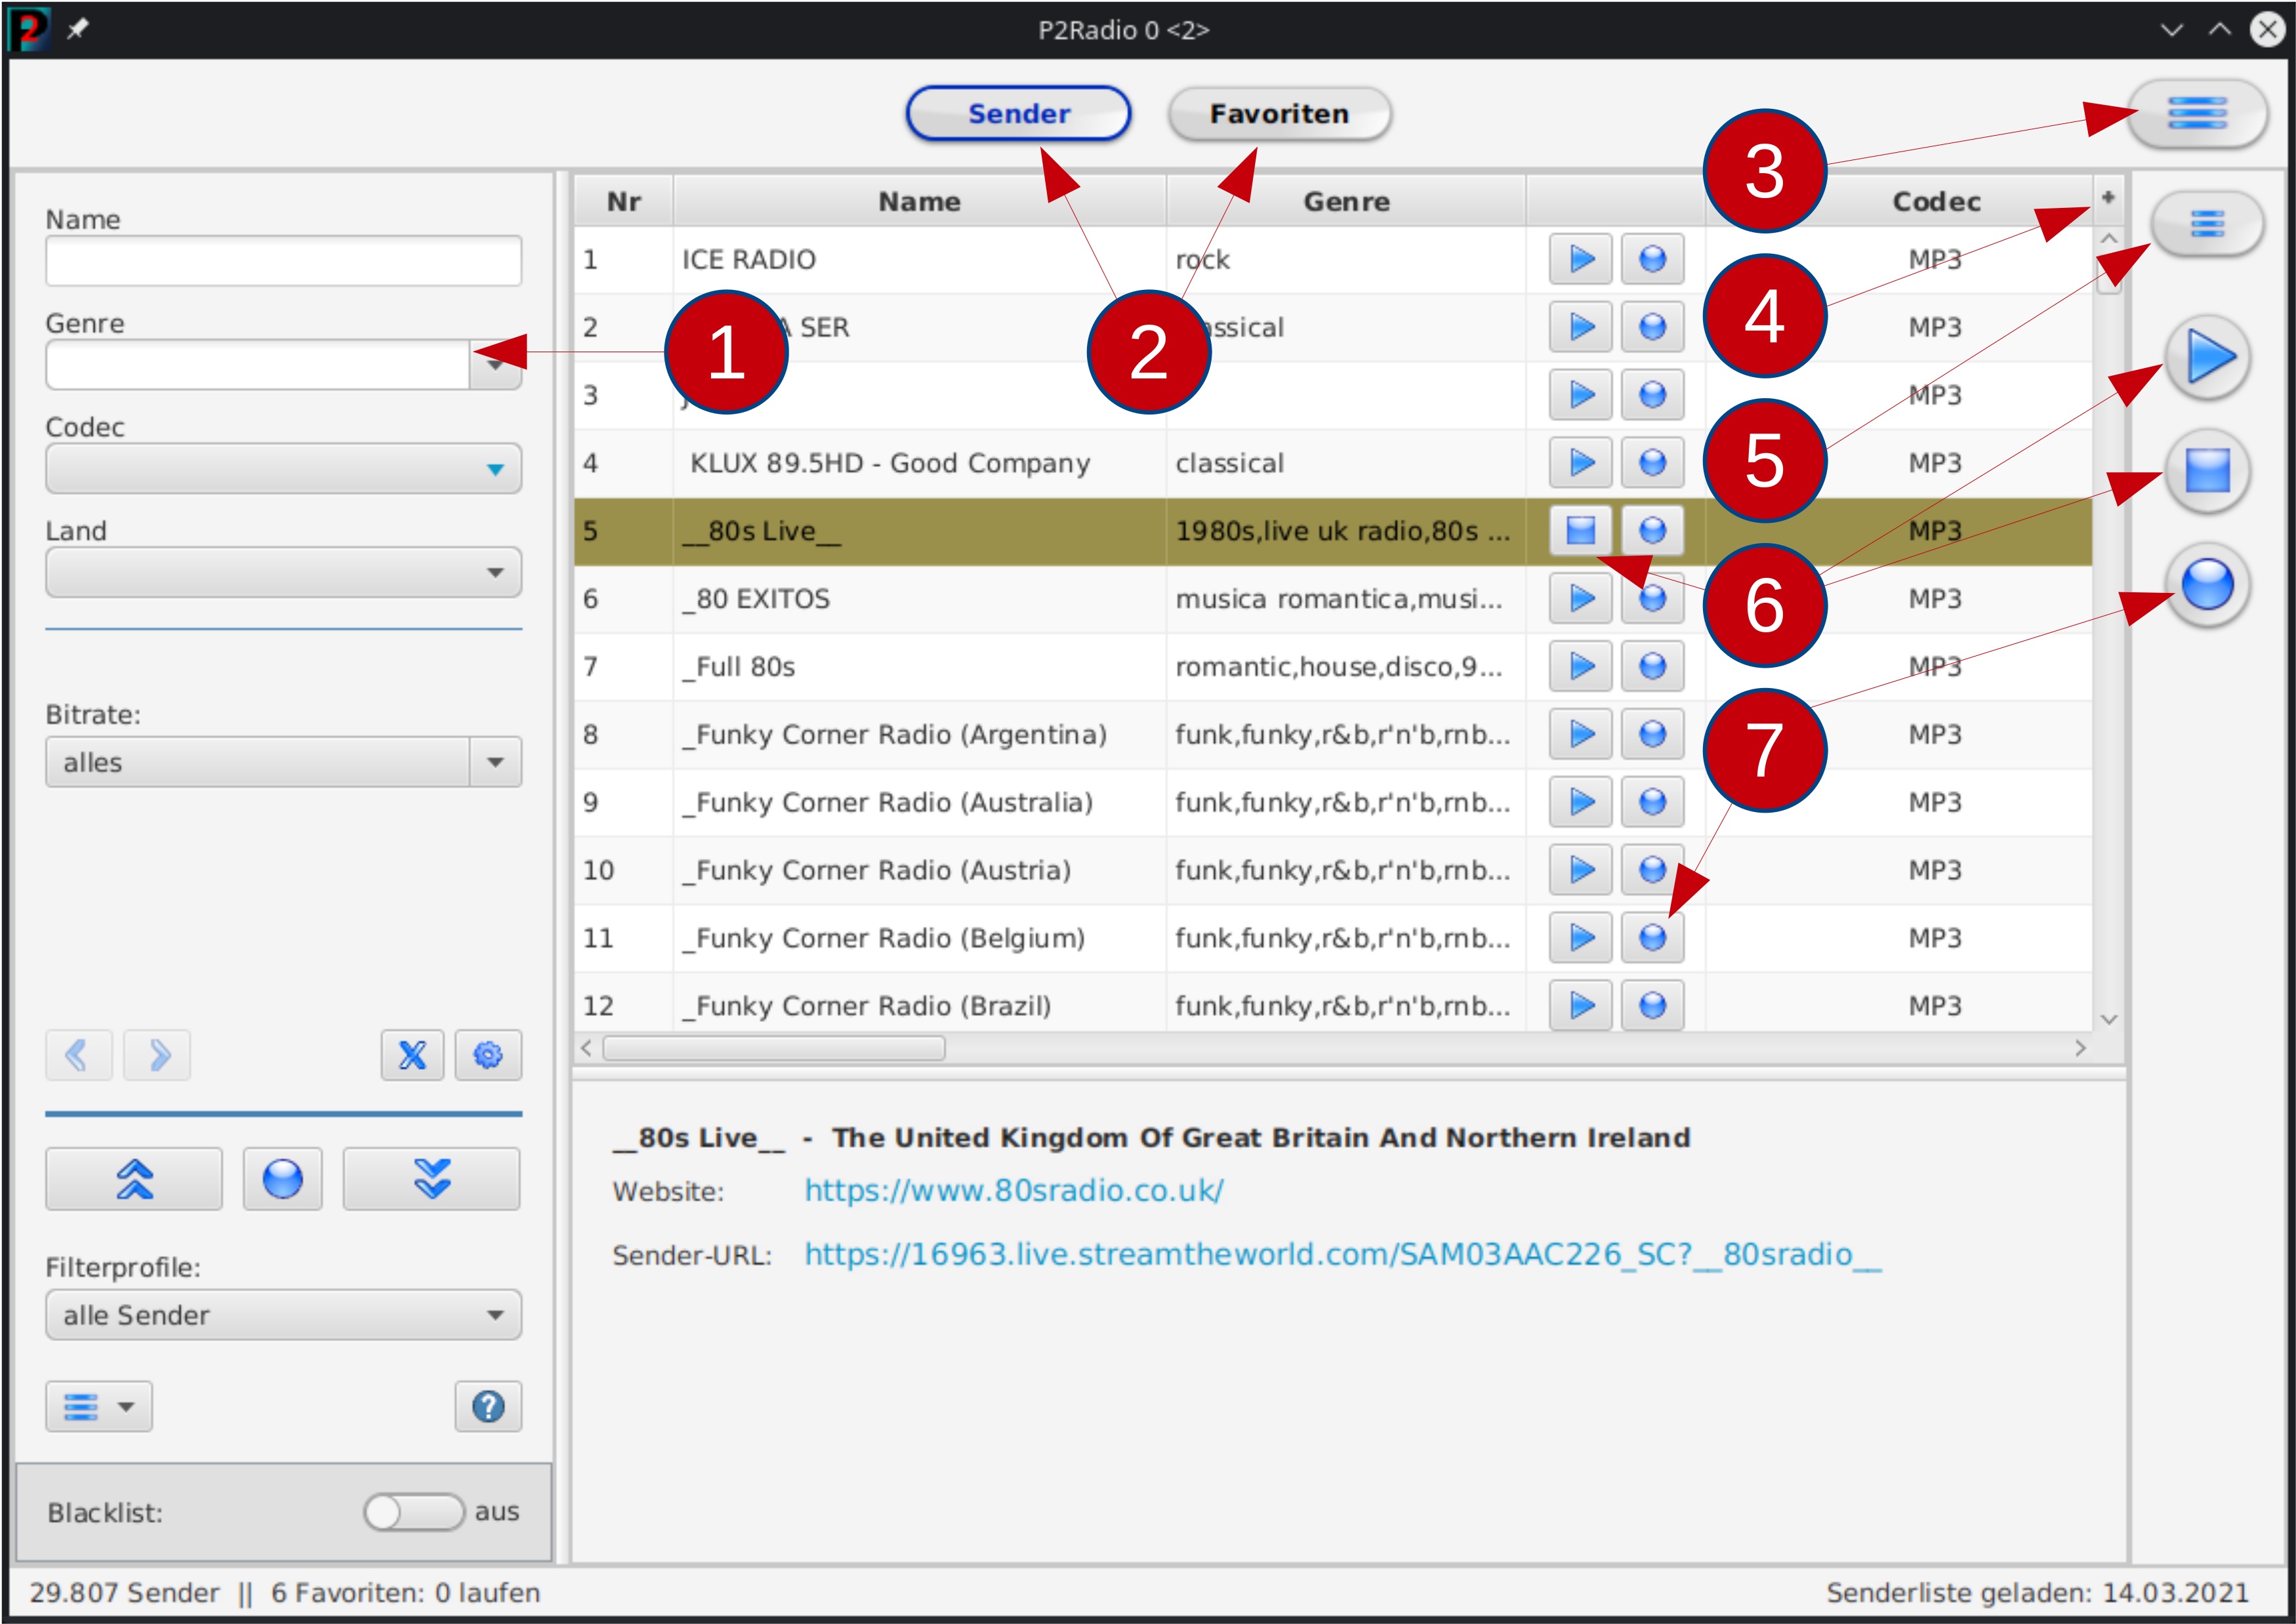 P2Radio 0 <2>
Sender Favoriten
Name
Genre
Codec
Land
Bitrate:
alles
Filterprofile:
alle Sender
Blacklist: aus
Nr Name Genre Codec +
1 ICE RADIO rock MP3
2 SER MP3
3 MP3
4 KLUX 89.5HD - Good Company classical MP3
5 __80s Live__ 1980s,live uk radio,80s ... MP3
6 _80 EXITOS musica romantica,musi... MP3
7 _Full 80s romantic,house,disco,9... MP3
8 _Funky Corner Radio (Argentina) funk,funky,r&b,r'n'b,rnb... MP3
9 _Funky Corner Radio (Australia) funk,funky,r&b,r'n'b,rnb... MP3
10 _Funky Corner Radio (Austria) funk,funky,r&b,r'n'b,rnb... MP3
11 _Funky Corner Radio (Belgium) funk,funky,r&b,r'n'b,rnb... MP3
12 _Funky Corner Radio (Brazil) funk,funky,r&b,r'n'b,rnb... MP3
1
2
3
4
5
6
7
__80s Live__ - The United Kingdom Of Great Britain And Northern Ireland
Website: https://www.80sradio.co.uk/
Sender-URL: https://16963.live.streamtheworld.com/SAM03AAC226_SC?__80sradio__
29.807 Sender || 6 Favoriten: 0 laufen
Senderliste geladen: 14.03.2021